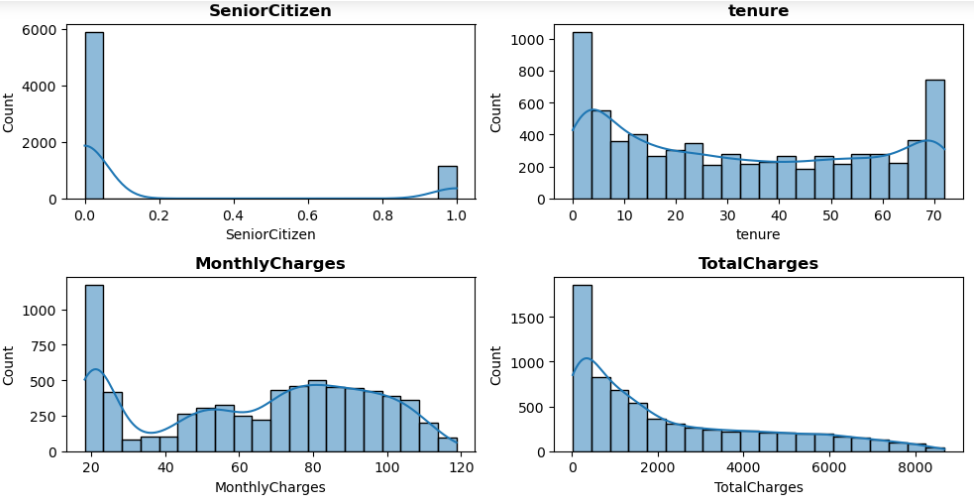 SeniorCitizen
6000
4000
2000
0
Count
0.0 0.2 0.4 0.6 0.8 1.0
SeniorCitizen
tenure
1000
800
600
400
200
0
Count
0 10 20 30 40 50 60 70
tenure
MonthlyCharges
1000
750
500
250
0
Count
20 40 60 80 100 120
MonthlyCharges
TotalCharges
1500
1000
500
0
Count
0 2000 4000 6000 8000
TotalCharges